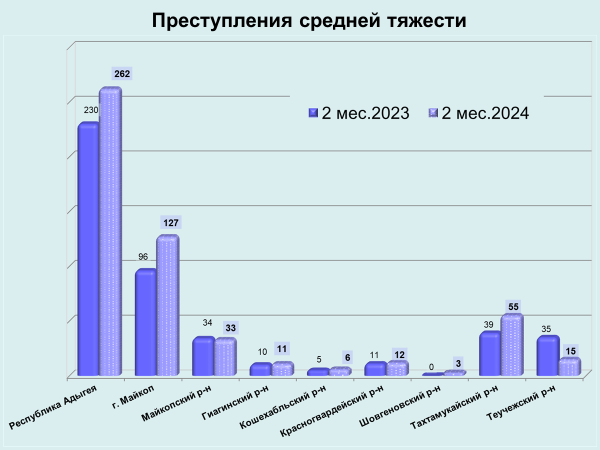 Преступления средней тяжести
2 мес.2023 2 мес.2024
230 262
96 127
34 33
10 11
5 6
11 12
0 3
39 55
35 15
Республика Адыгея
г. Майкоп
Майкопский р-н
Гиагинский р-н
Кошехабльский р-н
Красногвардейский р-н
Шовгеновский р-н
Тахтамукайский р-н
Теучежский р-н